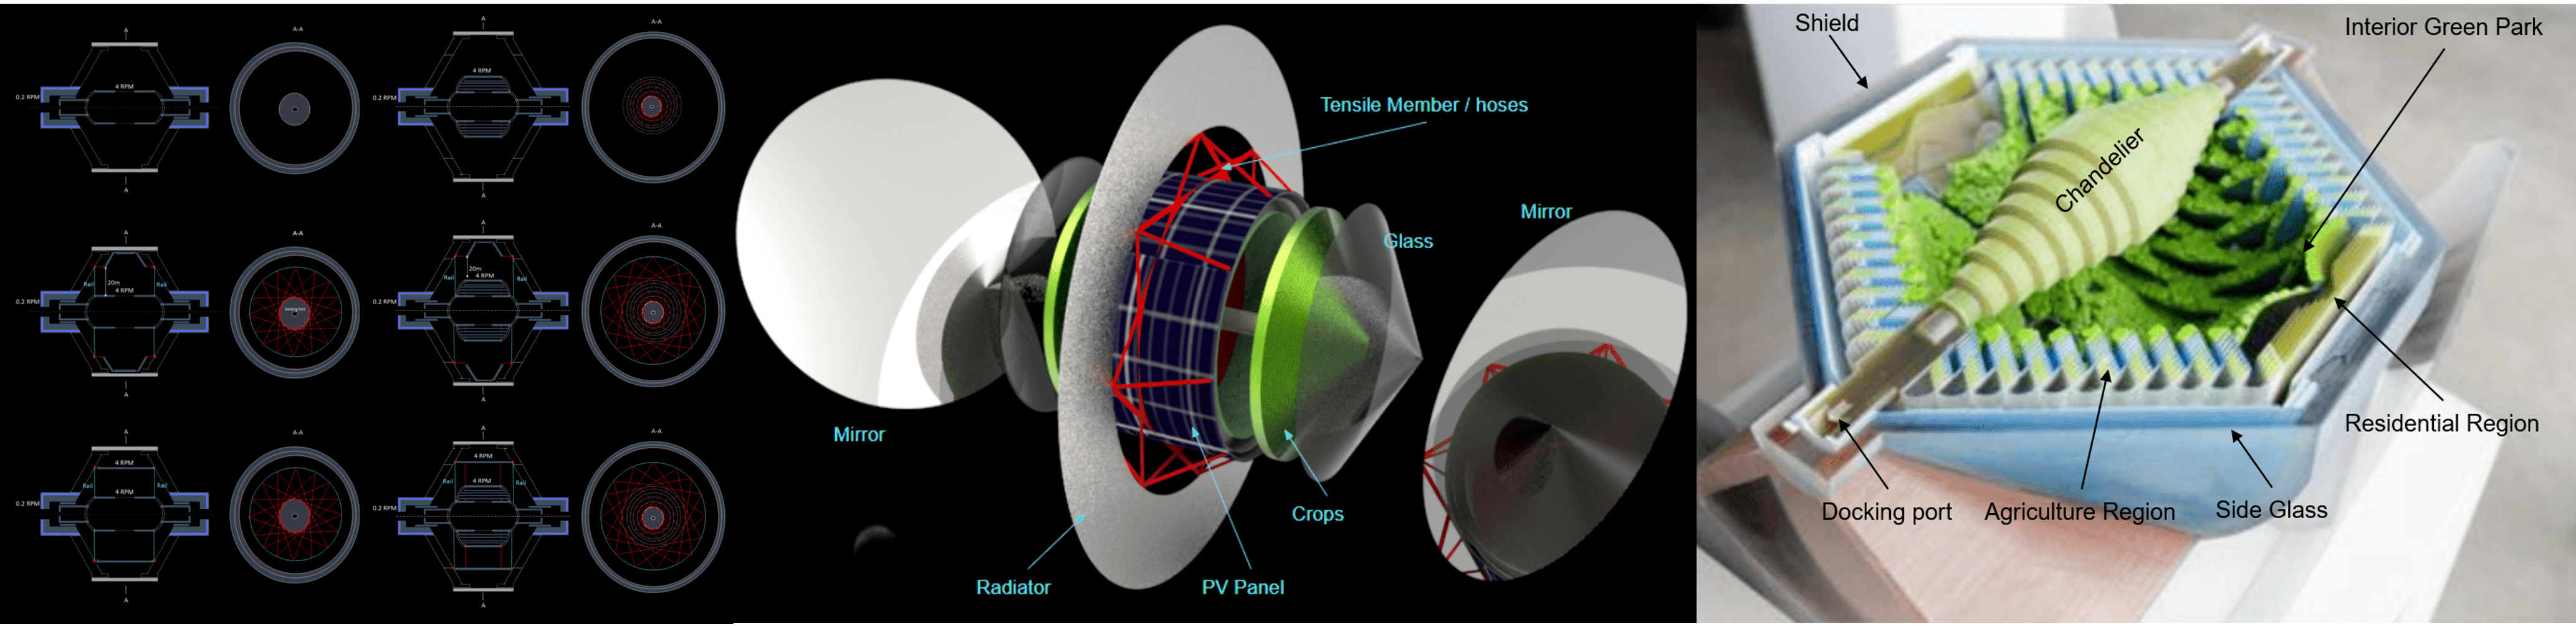 A
4 RPM
0.2 RPM
A
A-A
A
4 RPM
0.2 RPM
A
A-A
A
20m
Rail
Rail
4 RPM
0.2 RPM
A
A-A
A
20m
Rail
4 RPM
Rail
0.2 RPM
A
A-A
A
4 RPM
Rail
Rail
4 RPM
0.2 RPM
A
A-A
A
4 RPM
Rail
Rail
0.2 RPM
A
A-A
Tensile Member / hoses
Mirror
Glass
Mirror
Crops
Radiator
PV Panel
Shield
Interior Green Park
Chandelier
Residential Region
Docking port
Agriculture Region
Side Glass